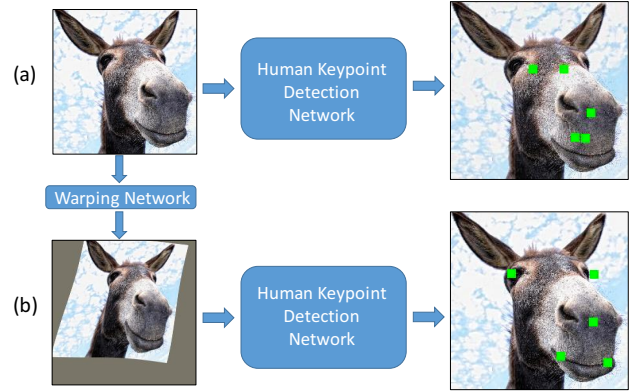 (a)
Human Keypoint
Detection
Network
Warping Network
(b)
Human Keypoint
Detection
Network